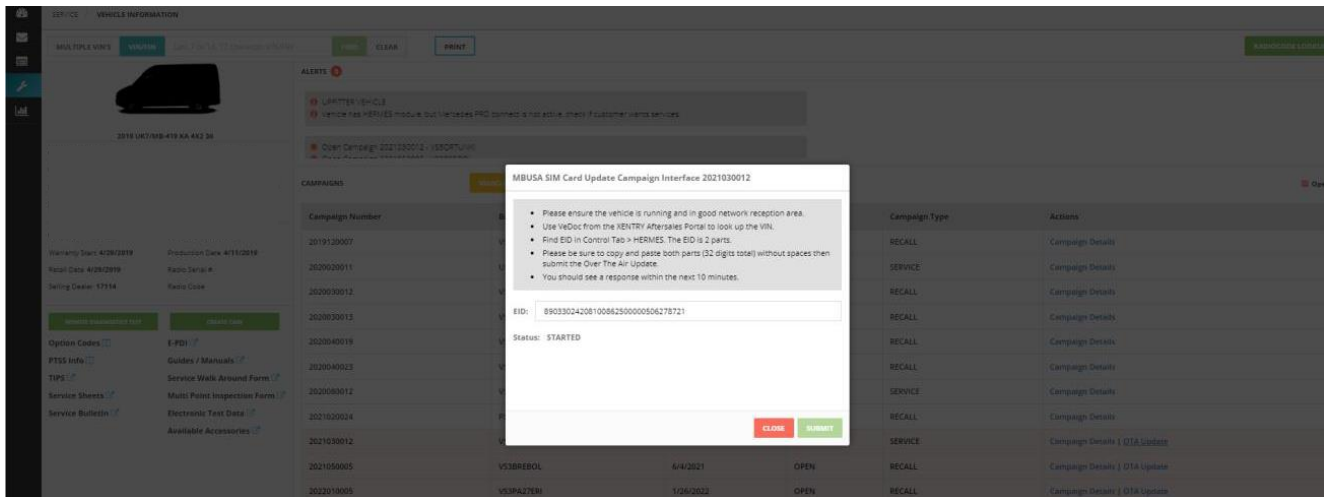 SERVICE VEHICLE INFORMATION
MULTIPLE VIN'S VIN/FIN FIND CLEAR PRINT
ALERTS
UPFITTER VEHICLE
Vehicle has HERMES module, but Mercedes PRO connect is not active, check if customer wants services.
2019 UKT/MB-419 KA 4X2 36
Open Campaign 2021030012 - VS5OPTUWK
CAMPAIGNS
MBUSA SIM Card Update Campaign Interface 2021030012
• Please ensure the vehicle is running and in good network reception area.
• Use VeDoc from the XENTRY Aftersales Portal to look up the VIN.
• Find EID in Control Tab > HERMES. The EID is 2 parts.
• Please be sure to copy and paste both parts (32 digits total) without spaces then
submit the Over The Air Update.
• You should see a response within the next 10 minutes.
EID: 89033024208100862500000506278721
Status: STARTED
CLOSE SUBMIT
Warranty Start 4/26/2019 Production Date 4/11/2019
Retail Date 4/26/2019 Radio Serial #
Selling Dealer 17114 Radio Code
Option Codes E-PDI
PTSS Info Guides / Manuals
TIPS Service Walk Around Form
Service Sheets Multi Point Inspection Form
Service Bulletin Electronic Test Data
Available Accessories
Campaign Number Campaign Type Actions
2019120007 RECALL Campaign Details
2020020011 SERVICE Campaign Details
2020030012 RECALL Campaign Details
2020030013 RECALL Campaign Details
2020040018 RECALL Campaign Details
2020040023 RECALL Campaign Details
2020080012 SERVICE Campaign Details
2021020024 RECALL Campaign Details
2021030012 SERVICE Campaign Details | OTA Update
2021050005 VS3BREBOL 6/4/2021 OPEN RECALL Campaign Details | OTA Update
2022010005 VS3PA27ERI 1/26/2022 OPEN RECALL Campaign Details | OTA Update